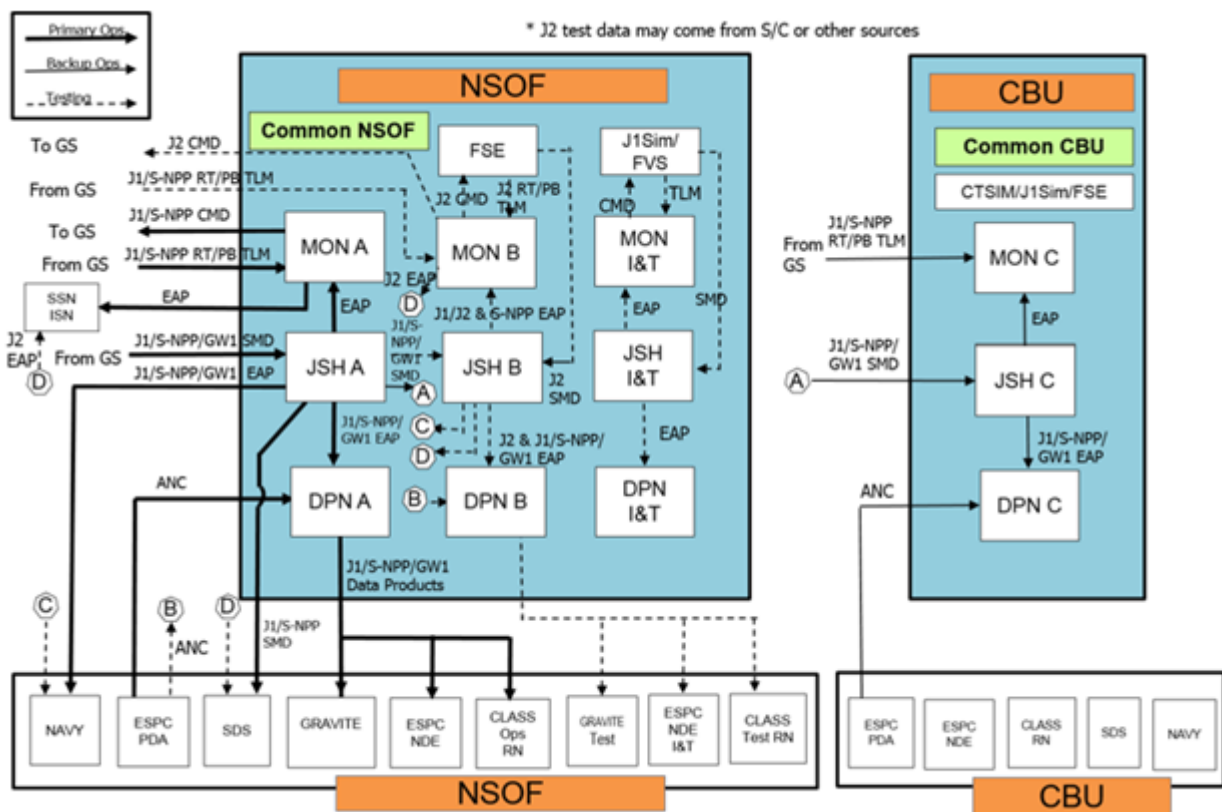 Primary Ops
Backup Ops
Testing
* J2 test data may come from S/C or other sources
NSOF
Common NSOF
To GS
J2 CMD
FSE
J1Sim/
FVS
From GS
J1/S-NPP RT/PB TLM
J2 CMD
J2 RT/PB
TLM
CMD
TLM
To GS
J1/S-NPP CMD
MON A
MON B
MON
I&T
From GS
J1/S-NPP RT/PB TLM
SSN
ISN
EAP
EAP
J2 EAP
D
J1/J2 & S-NPP EAP
EAP
SMD
J2
EAP
D
From GS
J1/S-NPP/GW1 SMD
J1/S-NPP/GW1 EAP
JSH A
J1/S-
NPP/
GW1
SMD
A
JSH B
J2
SMD
JSH
I&T
J1/S-NPP/
GW1 EAP
C
D
J2 & J1/S-NPP/
GW1 EAP
EAP
ANC
DPN A
B
DPN B
DPN
I&T
J1/S-NPP/GW1
Data Products
C
B
ANC
D
J1/S-NPP
SMD
NAVY
ESPC
PDA
SDS
GRAVITE
ESPC
NDE
CLASS
Ops
RN
GRAVITE
Test
ESPC
NDE
I&T
CLASS
Test RN
NSOF
CBU
Common CBU
CTSIM/J1Sim/FSE
From
GS
J1/S-NPP
RT/PB TLM
MON C
EAP
A
J1/S-NPP/
GW1 SMD
JSH C
J1/S-NPP/
GW1 EAP
ANC
DPN C
ESPC
PDA
ESPC
NDE
CLASS
RN
SDS
NAVY
CBU